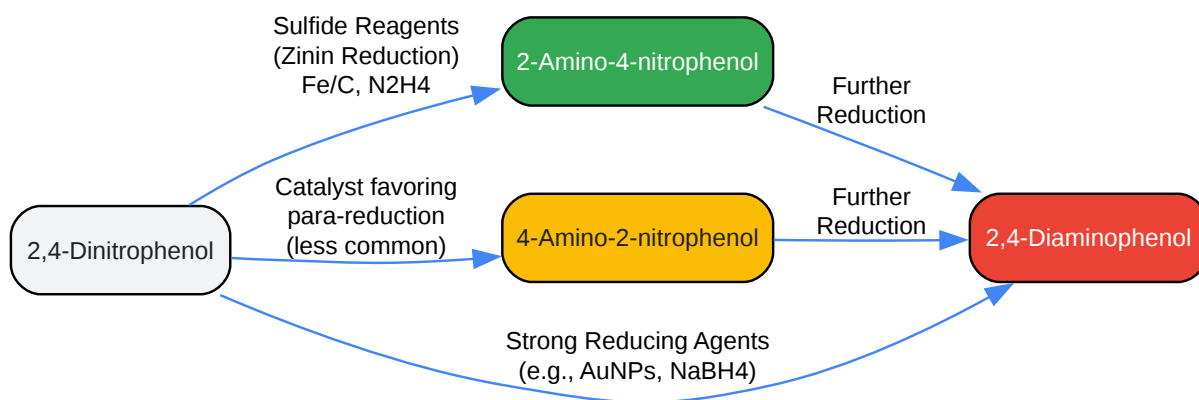 Sulfide Reagents
(Zinin Reduction)
Fe/C, N2H4
2-Amino-4-nitrophenol
Further
Reduction
Catalyst favoring
para-reduction
(less common)
Further
Reduction
2,4-Dinitrophenol
4-Amino-2-nitrophenol
2,4-Diaminophenol
Strong Reducing Agents
(e.g., AuNPs, NaBH4)